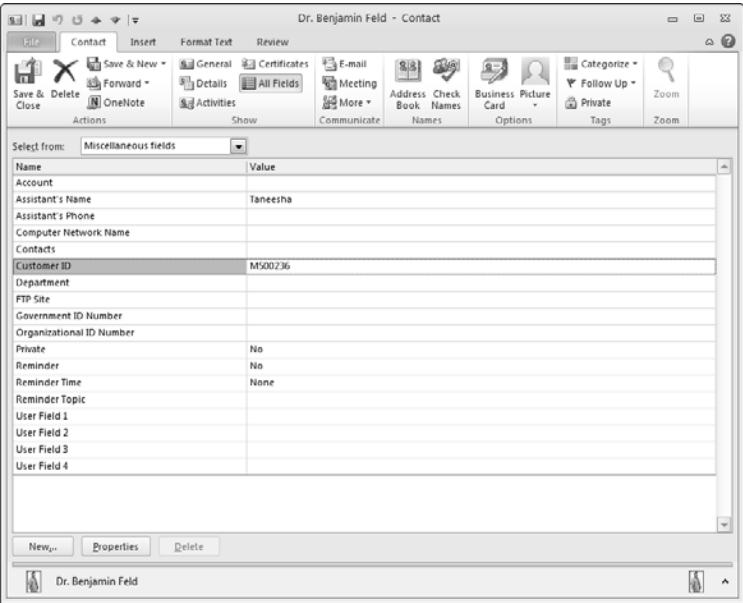 Dr. Benjamin Feld - Contact
File Contact Insert Format Text Review
Save & Close
Delete
Save & New
Forward
OneNote
Actions
General
Details
Activities
Certificates
All Fields
Show
E-mail
Meeting
More
Communicate
Address Book
Check Names
Names
Business Card
Picture
Options
Categorize
Follow Up
Private
Tags
Zoom
Zoom
Select from: Miscellaneous fields
Name Value
Account
Assistant's Name Taneesha
Assistant's Phone
Computer Network Name
Contacts
Customer ID MS00236
Department
FTP Site
Government ID Number
Organizational ID Number
Private No
Reminder No
Reminder Time None
Reminder Topic
User Field 1
User Field 2
User Field 3
User Field 4
New... Properties Delete
Dr. Benjamin Feld